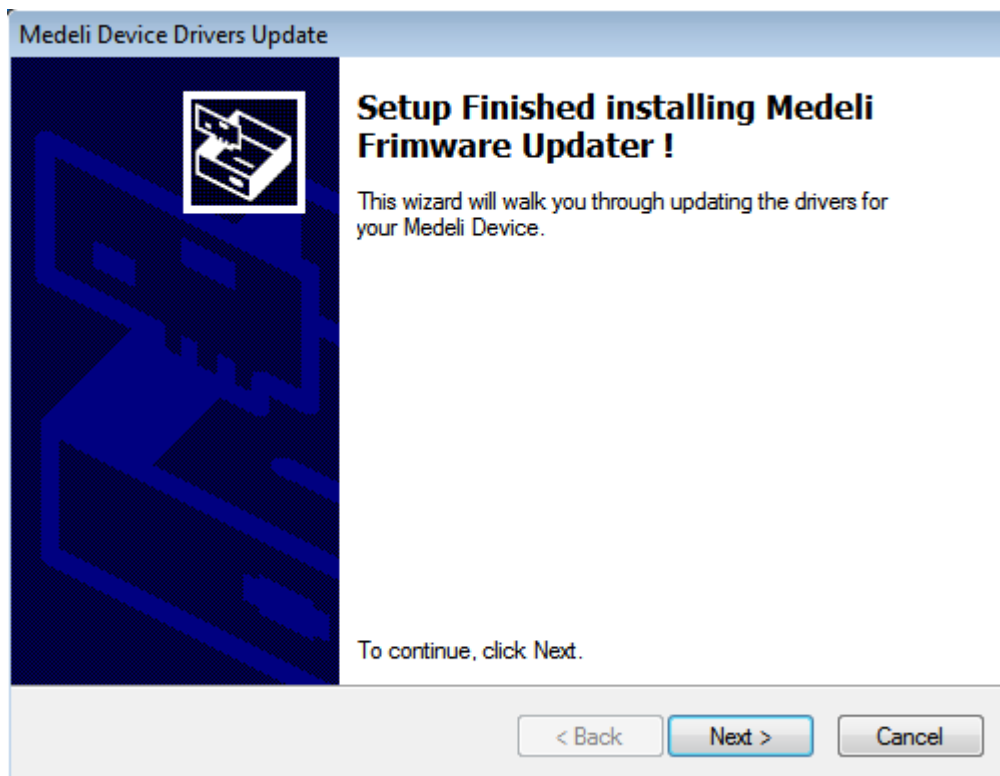 Medeli Device Drivers Update
Setup Finished installing Medeli
Frimware Updater !
This wizard will walk you through updating the drivers for
your Medeli Device.
To continue, click Next.
< Back
Next >
Cancel